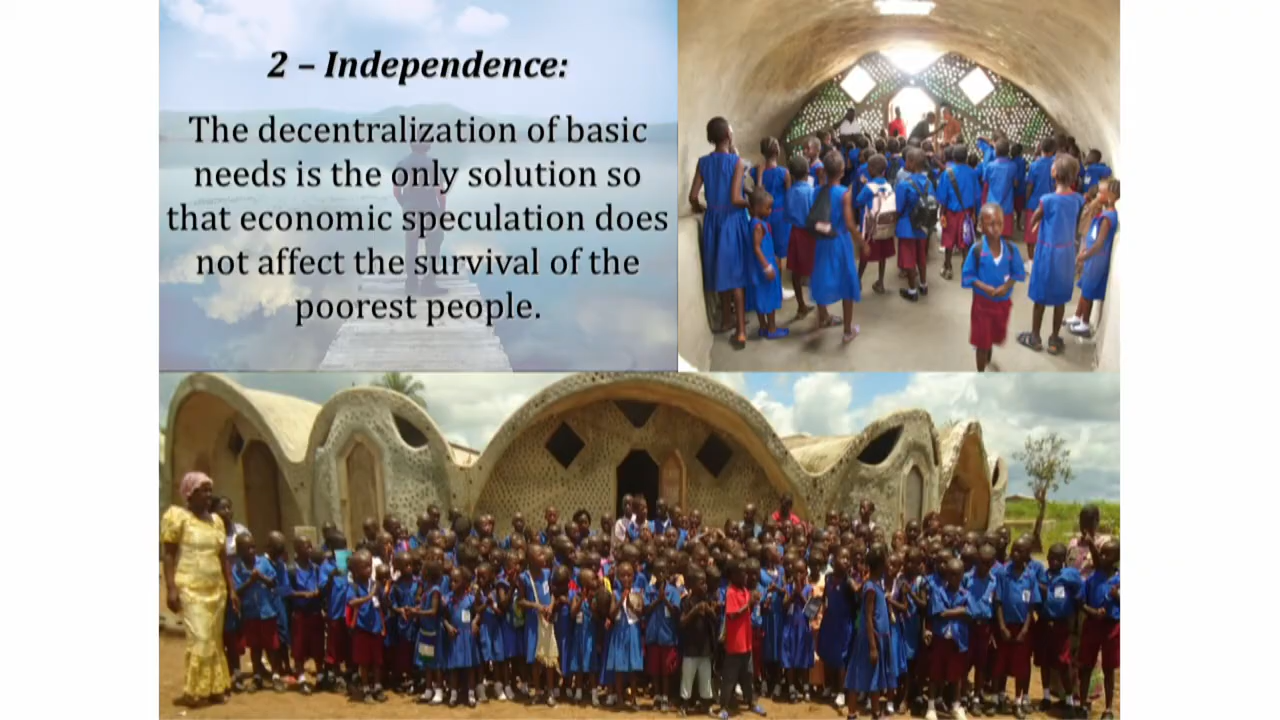 2 – Independence:
The decentralization of basic
needs is the only solution so
that economic speculation does
not affect the survival of the
poorest people.